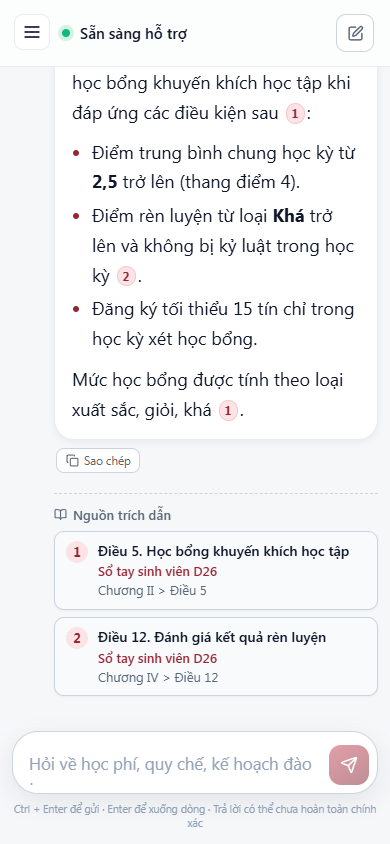 Sẵn sàng hỗ trợ
học bổng khuyến khích học tập khi
đáp ứng các điều kiện sau 1:
• Điểm trung bình chung học kỳ từ
2,5 trở lên (thang điểm 4).
• Điểm rèn luyện từ loại Khá trở
lên và không bị kỷ luật trong học
kỳ 2.
• Đăng ký tối thiểu 15 tín chỉ trong
học kỳ xét học bổng.
Mức học bổng được tính theo loại
xuất sắc, giỏi, khá 1.
Sao chép
Nguồn trích dẫn
1 Điều 5. Học bổng khuyến khích học tập
Sổ tay sinh viên D26
Chương II > Điều 5
2 Điều 12. Đánh giá kết quả rèn luyện
Sổ tay sinh viên D26
Chương IV > Điều 12
Hỏi về học phí, quy chế, kế hoạch đào
Ctrl + Enter để gửi · Enter để xuống dòng · Trả lời có thể chưa hoàn toàn chính
xác